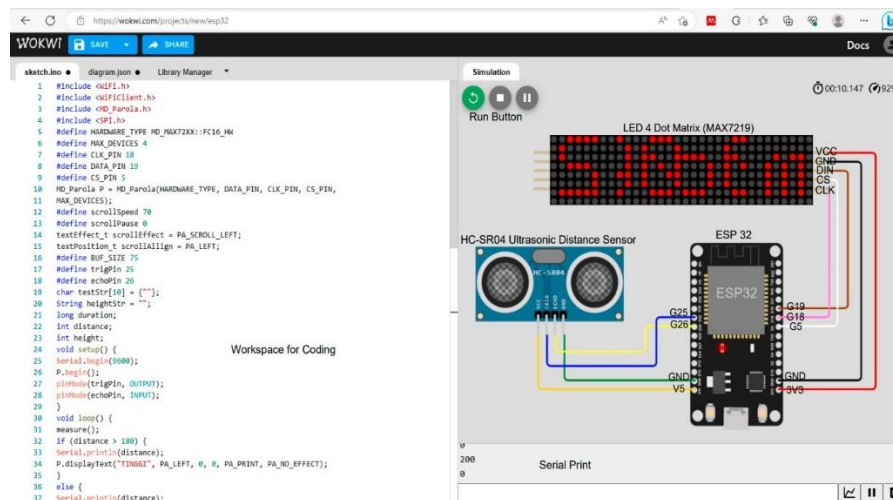 https://wokwi.com/projects/new/esp32
WOKWI SAVE SHARE Docs
sketch.ino ● diagram.json ● Library Manager
1 #include <WiFi.h>
2 #include <WiFiClient.h>
3 #include <MD_Parola.h>
4 #include <SPI.h>
5 #define HARDWARE_TYPE MD_MAX72XX::FC16_HW
6 #define MAX_DEVICES 4
7 #define CLK_PIN 18
8 #define DATA_PIN 19
9 #define CS_PIN 5
10 MD_Parola P = MD_Parola(HARDWARE_TYPE, DATA_PIN, CLK_PIN, CS_PIN,
11 MAX_DEVICES);
12 #define scrollSpeed 70
13 #define scrollPause 0
14 textEffect_t scrollEffect = PA_SCROLL_LEFT;
15 textPosition_t scrollAllign = PA_LEFT;
16 #define BUF_SIZE 75
17 #define trigPin 25
18 #define echoPin 26
19 char testStr[10] = {""};
20 String heightStr = "";
21 long duration;
22 int distance;
23 int height;
24 void setup() {
25 Serial.begin(9600);
26 P.begin();
27 pinMode(trigPin, OUTPUT);
28 pinMode(echoPin, INPUT);
29 }
30 void loop() {
31 measure();
32 if (distance > 180) {
33 Serial.println(distance);
34 P.displayText("TINGGI", PA_LEFT, 0, 0, PA_PRINT, PA_NO_EFFECT);
35 }
36 else {
37 Serial.println(distance);
Workspace for Coding
Simulation
00:10.147
Run Button
LED 4 Dot Matrix (MAX7219)
VCC
GND
DIN
CS
CLK
HC-SR04 Ultrasonic Distance Sensor
HC-SR04
VCC
TRIG
ECHO
GND
ESP 32
ESP32
G25
G26
GND
V5
G19
G18
G5
GND
3V3
0
200
0
Serial Print